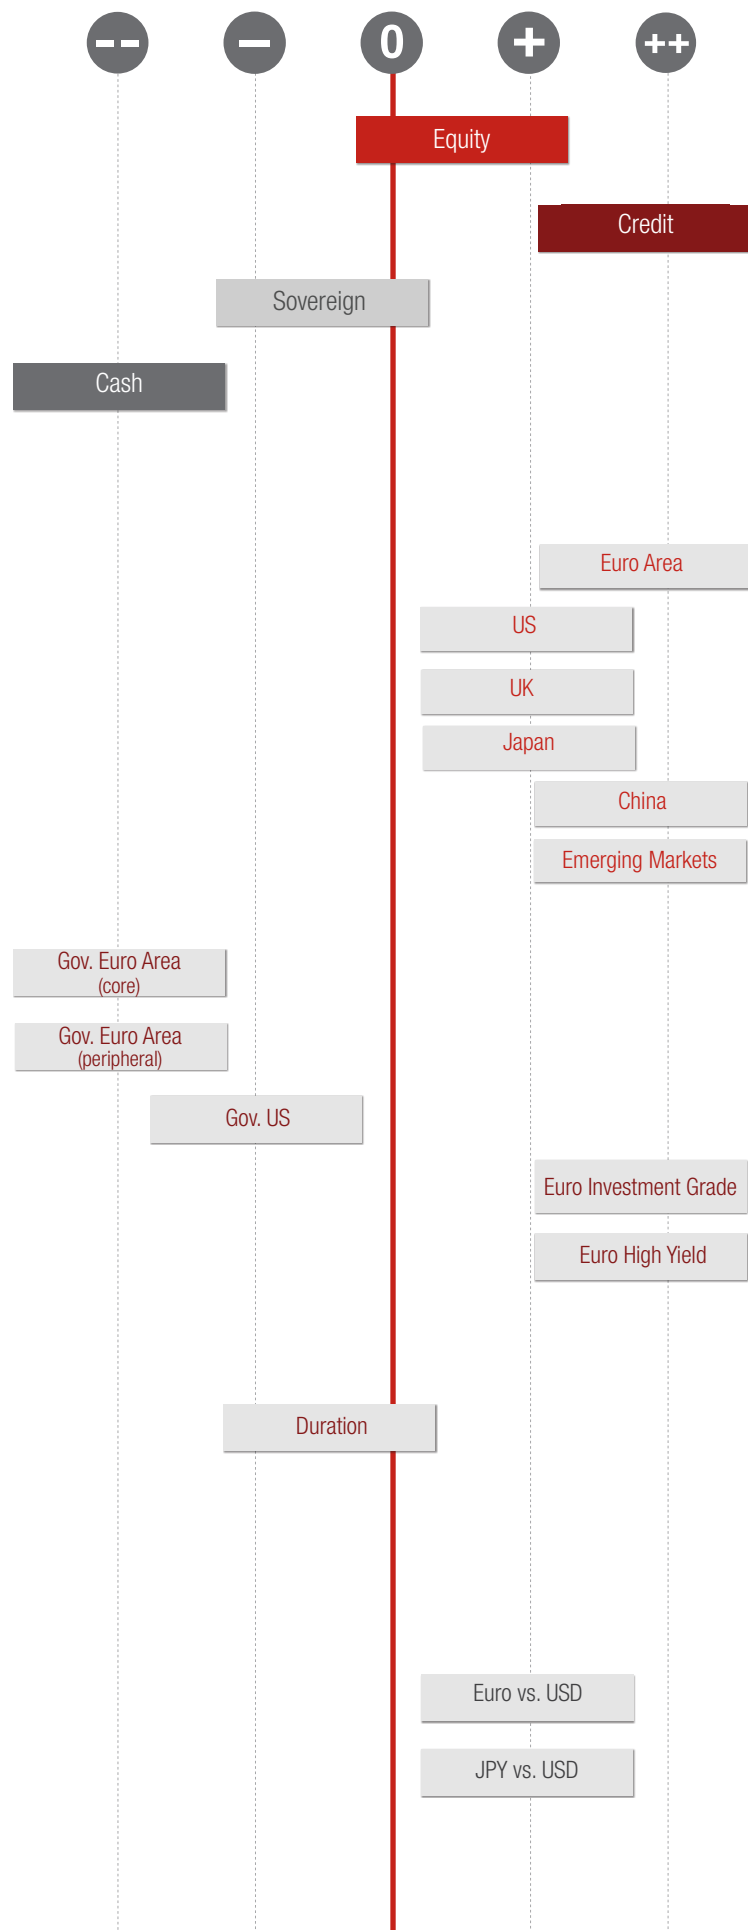 -- — 0 + ++
Equity
Credit
Sovereign
Cash
Euro Area
US
UK
Japan
China
Emerging Markets
Gov. Euro Area
(core)
Gov. Euro Area
(peripheral)
Gov. US
Euro Investment Grade
Euro High Yield
Duration
Euro vs. USD
JPY vs. USD